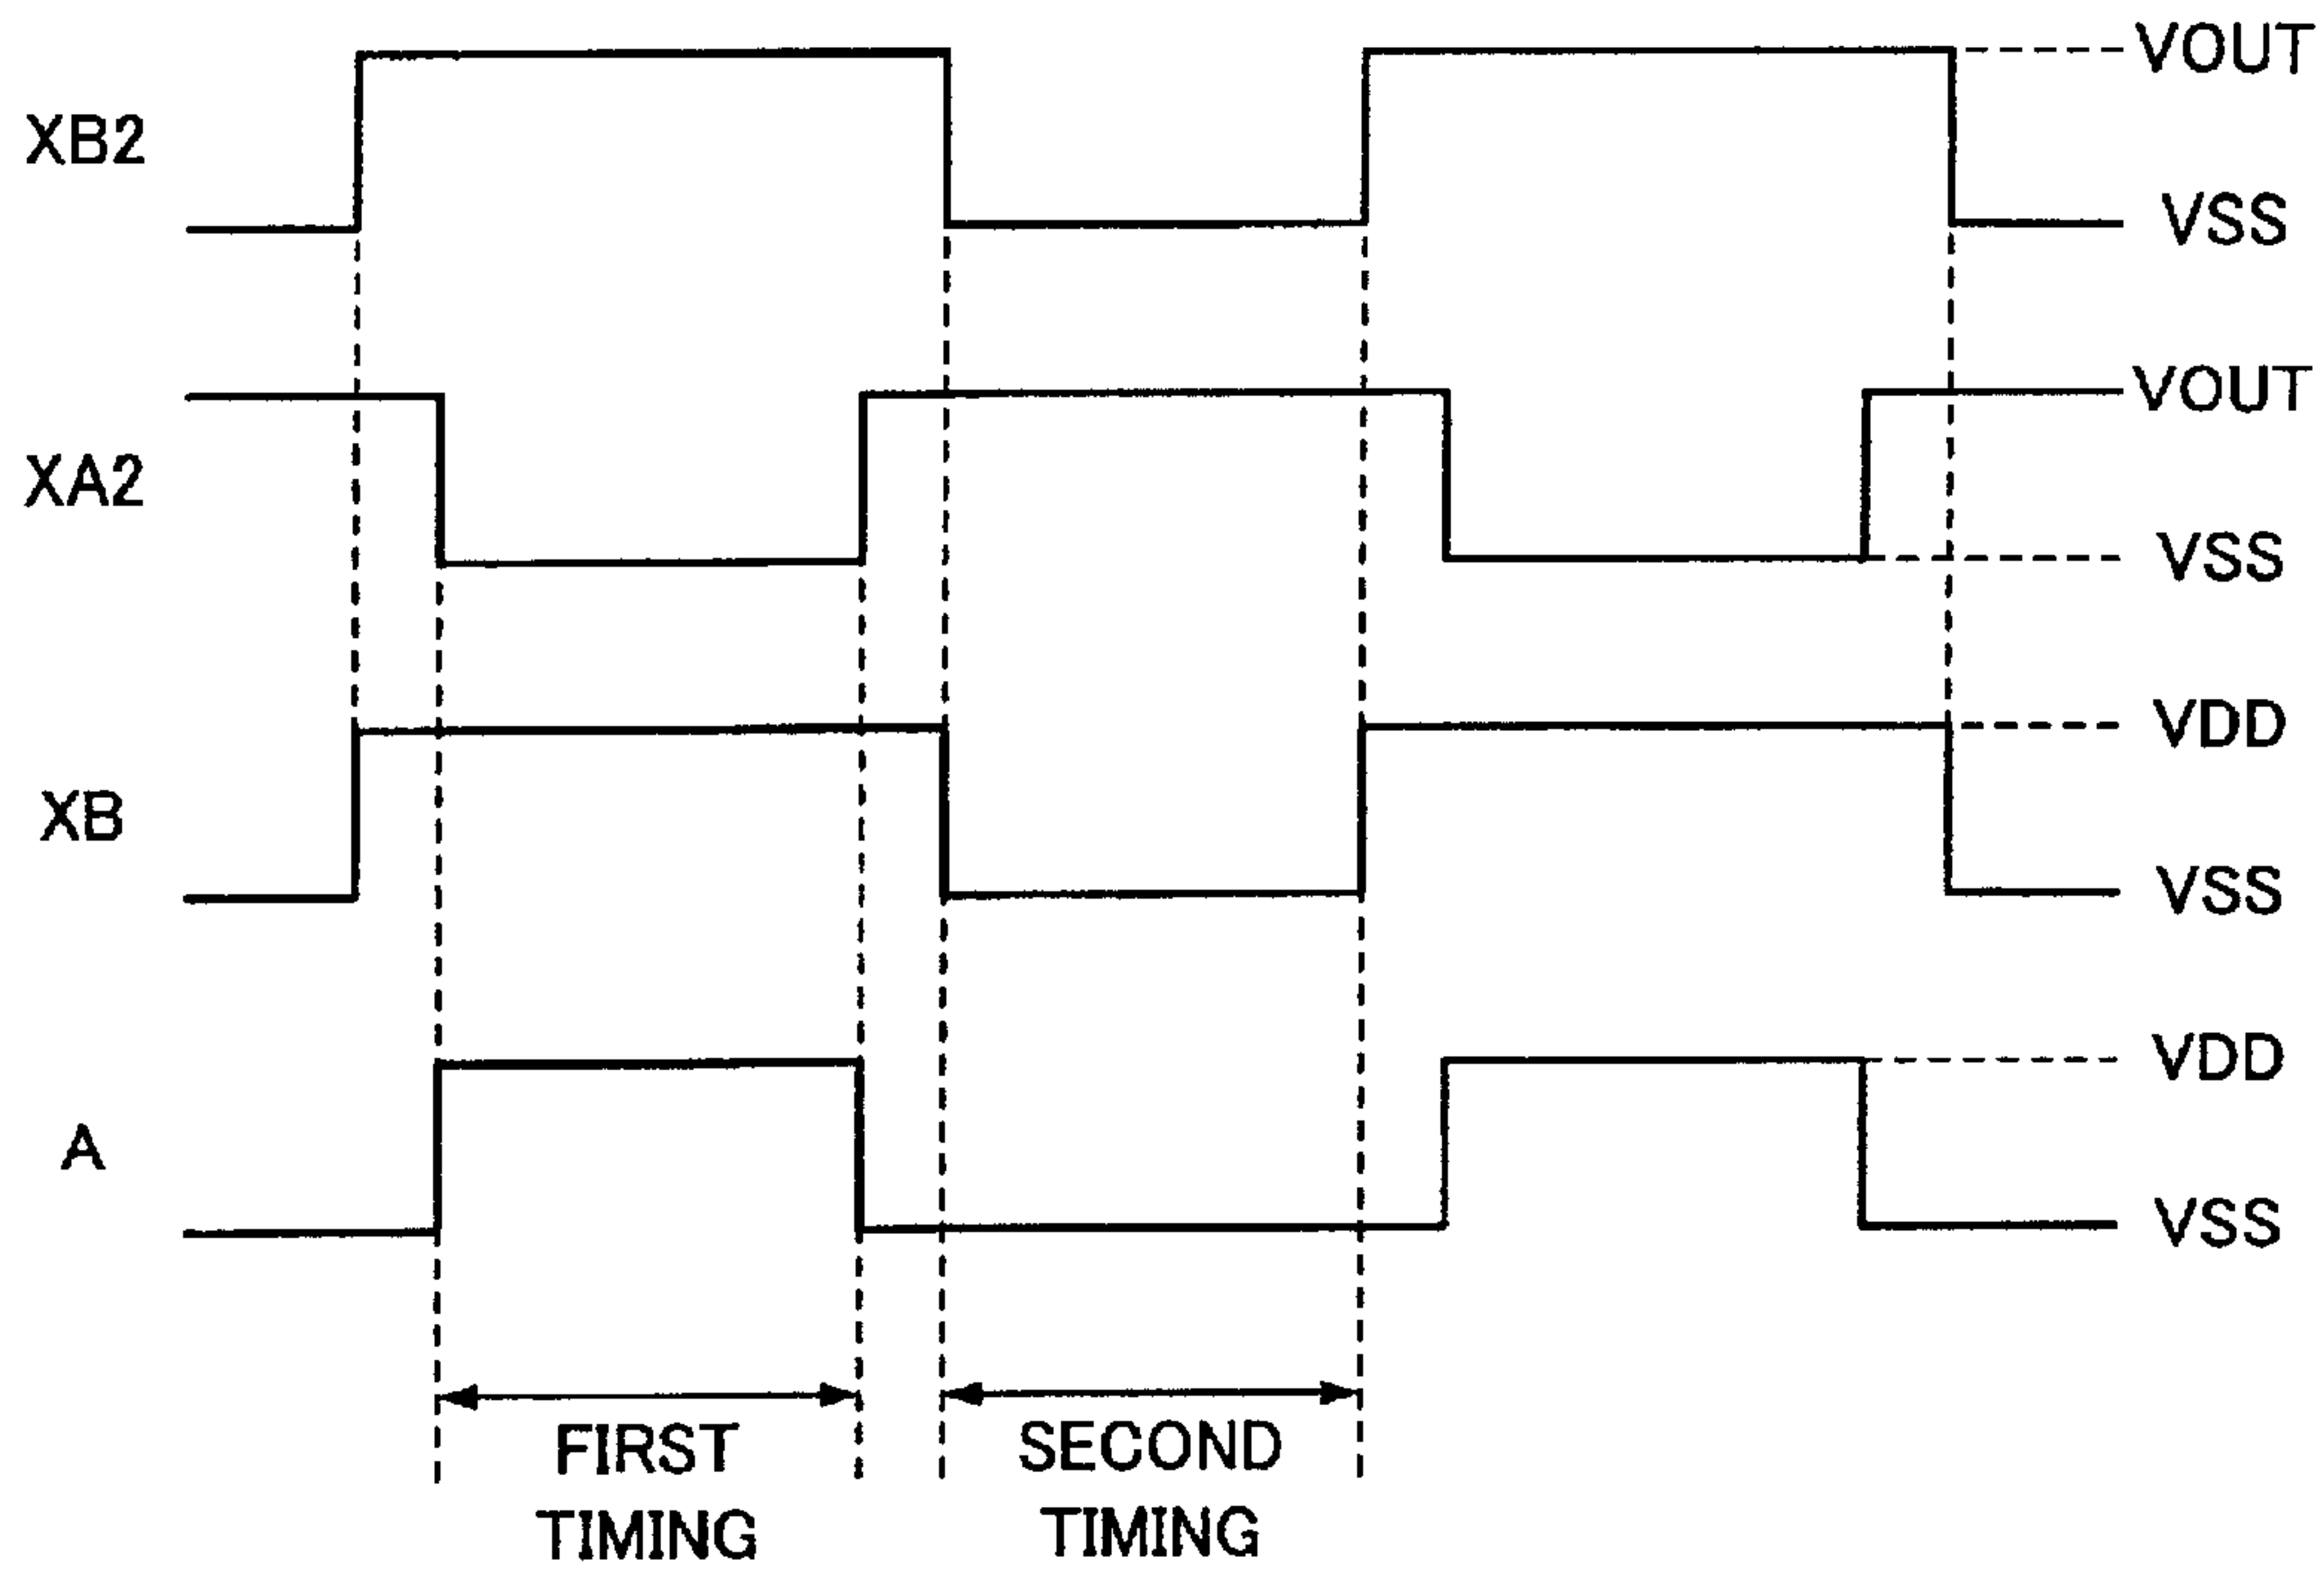 VOUT
XB2
VSS
VOUT
XA2
VSS
VDD
XB
VSS
VDD
A
VSS
FIRST
TIMING
SECOND
TIMING